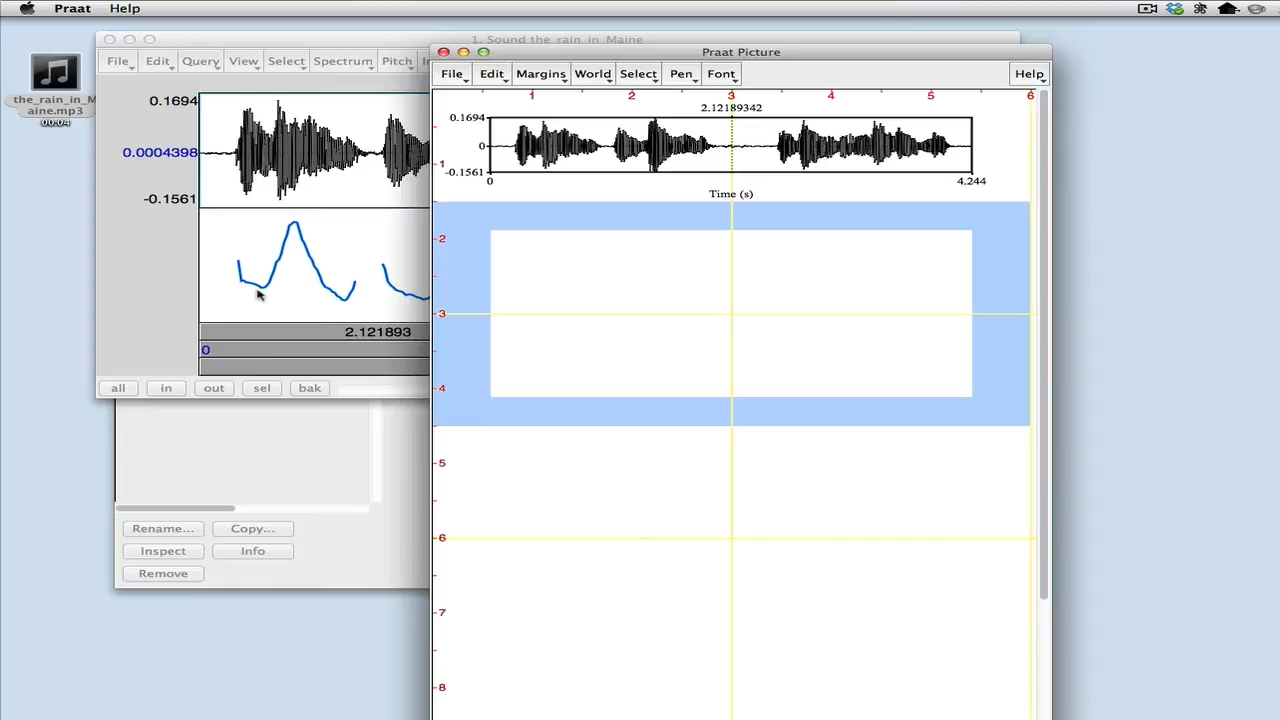 Praat Help
1. Sound the_rain_in_Maine
Praat Picture
File Edit Query View Select Spectrum Pitch
File Edit Margins World Select Pen Font Help
the_rain_in_M
aine.mp3
00:04
0.1694
0.0004398
-0.1561
2.121893
0
all in out sel bak
Rename... Copy...
Inspect Info
Remove
1 2 3 4 5 6
2.12189342
0.1694
0
-0.1561
0 4.244
Time (s)
1
2
3
4
5
6
7
8